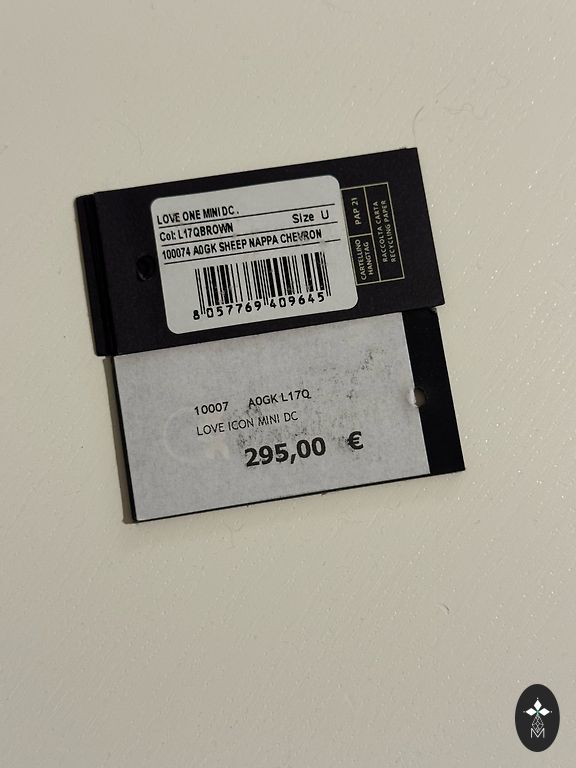 LOVE ONE MINI DC .
Col: L17QBROWN Size U
100074 A0GK SHEEP NAPPA CHEVRON
8 057769 409645
CARTELLINO HANGTAG
PAP 21
RACCOLTA CARTA
RECYCLING PAPER
10007 A0GK L17Q
LOVE ICON MINI DC
295,00 €
M